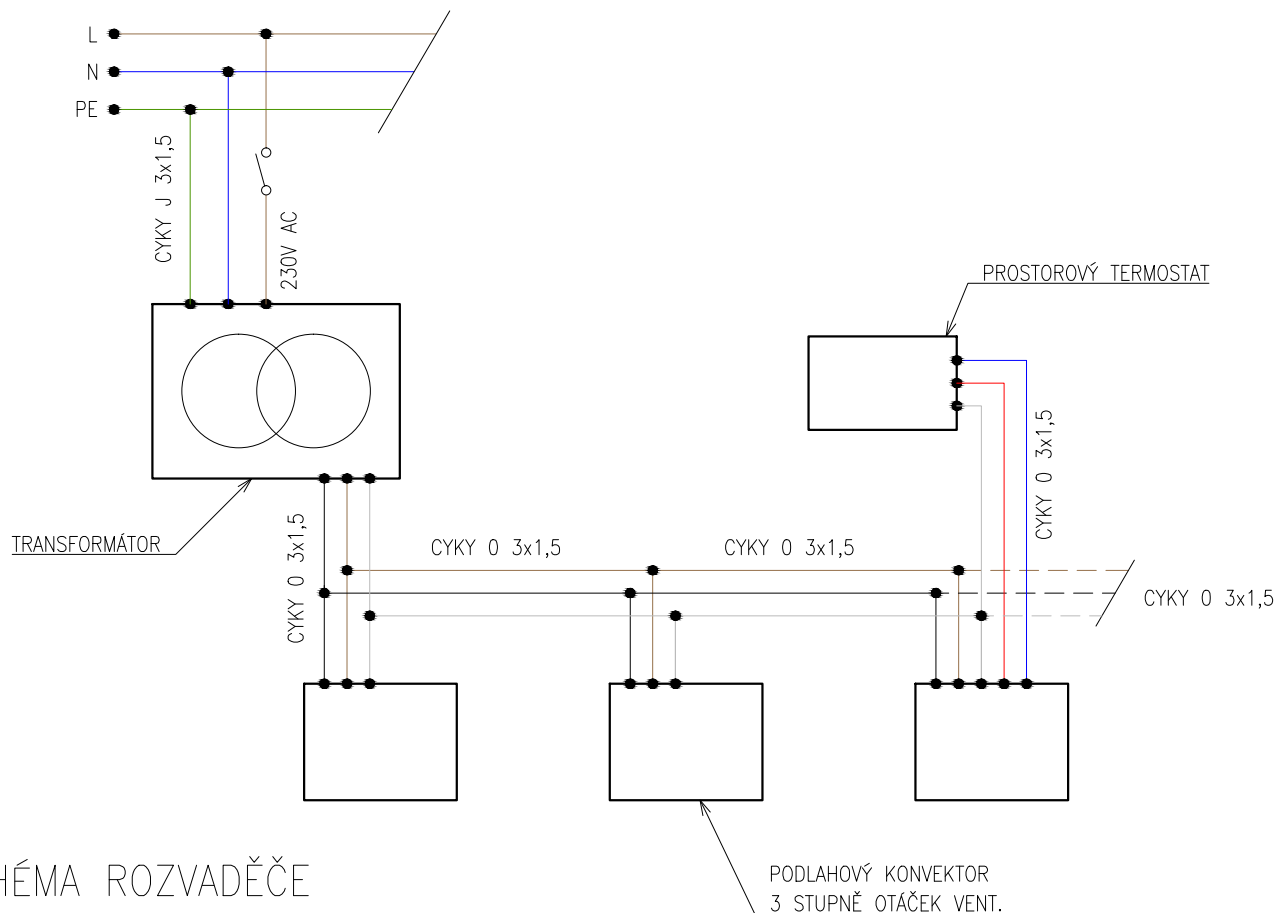 L
N
PE
CYKY J 3x1,5
230V AC
PROSTOROVÝ TERMOSTAT
CYKY O 3x1,5
TRANSFORMÁTOR
CYKY O 3x1,5
CYKY O 3x1,5
CYKY O 3x1,5
CYKY O 3x1,5
PODLAHOVÝ KONVEKTOR
3 STUPNĚ OTÁČEK VENT.
HÉMA ROZVADĚČE